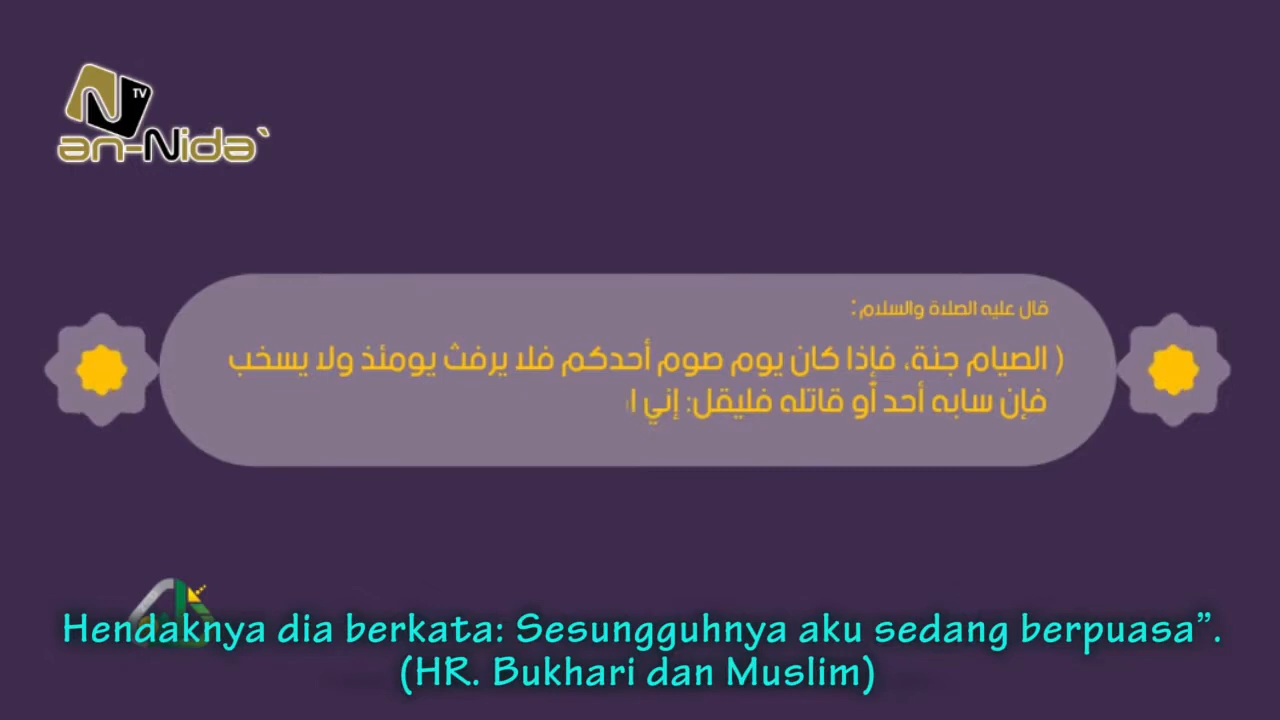 TV
an-Nida`
قال عليه الصلاة والسلام:
( الصيام جنة، فإذا كان يوم صوم أحدكم فلا يرفث يومئذ ولا يسخب
فإن سابه أحد أو قاتله فليقل: إني ا
Hendaknya dia berkata: Sesungguhnya aku sedang berpuasa”.
(HR. Bukhari dan Muslim)